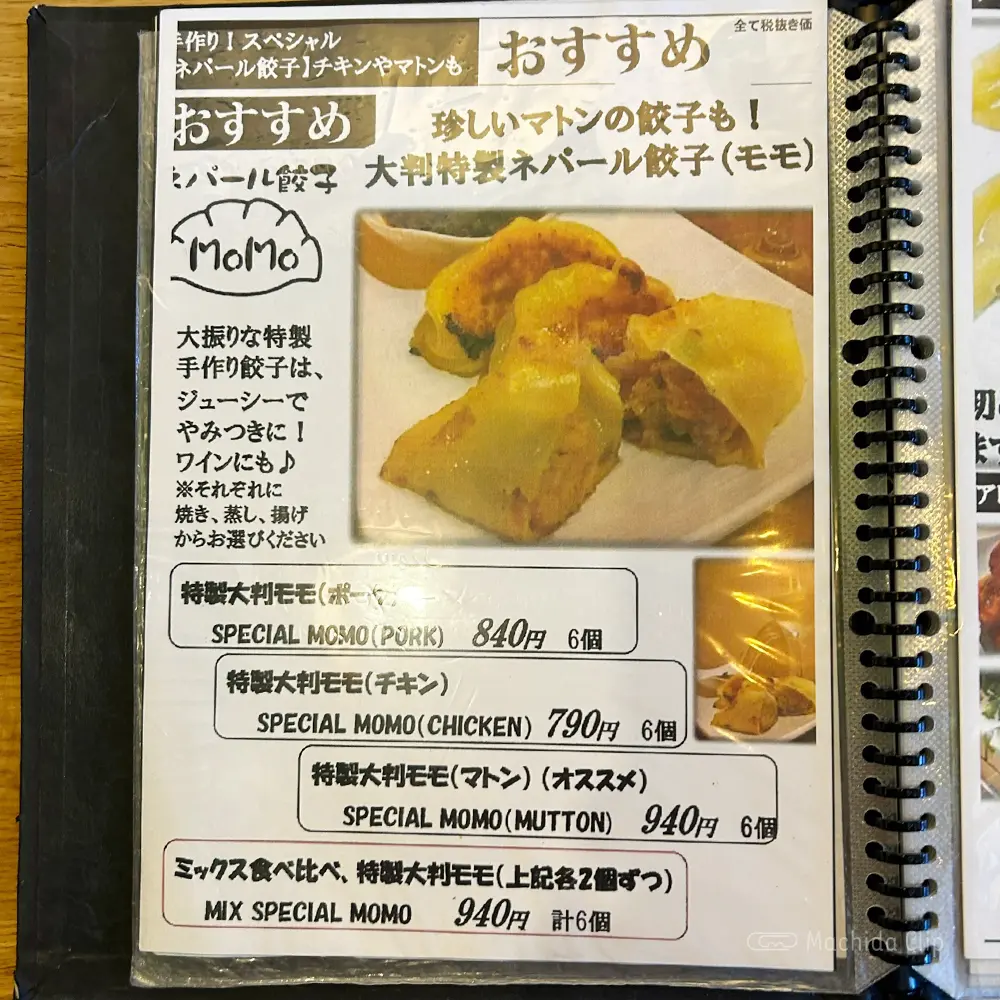 手作り！スペシャル
ネパール餃子】チキンやマトンも
おすすめ
全て税抜き価
おすすめ
珍しいマトンの餃子も！
大判特製ネパール餃子（モモ）
ネパール餃子
MoMo
大振りな特製
手作り餃子は、
ジューシーで
やみつきに！
ワインにも♪
※それぞれに
焼き、蒸し、揚げ
からお選びください
特製大判モモ（ポーク）
SPECIAL MOMO(PORK) 840円 6個
特製大判モモ（チキン）
SPECIAL MOMO(CHICKEN) 790円 6個
特製大判モモ（マトン）（オススメ）
SPECIAL MOMO(MUTTON) 940円 6個
ミックス食べ比べ、特製大判モモ（上記各2個ずつ）
MIX SPECIAL MOMO 940円 計6個
Machida Clip